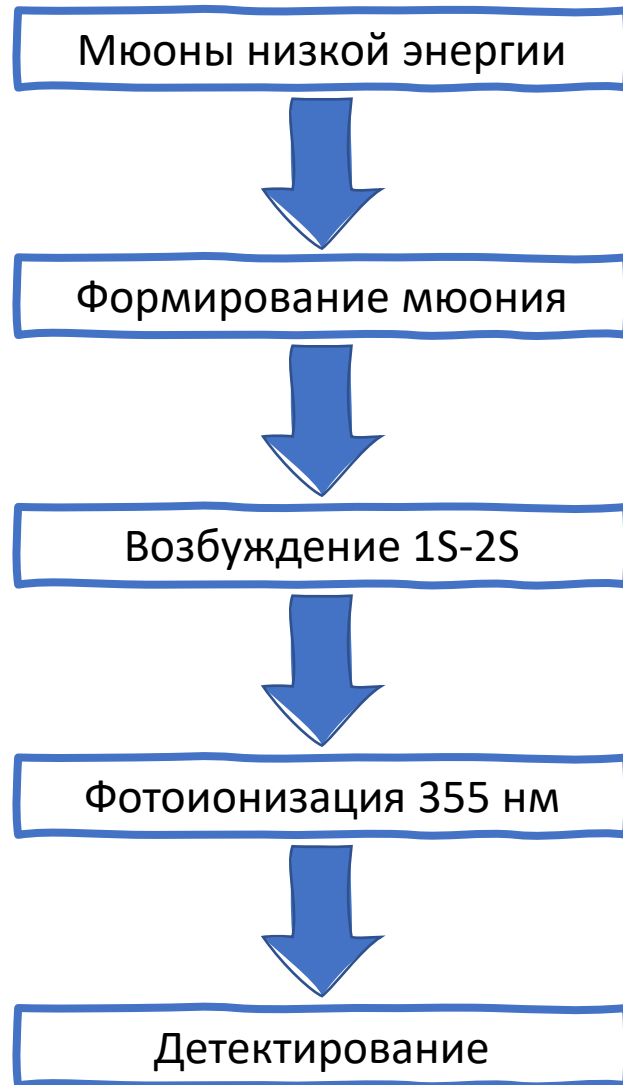 Мюоны низкой энергии
Формирование мюония
Возбуждение 1S-2S
Фотоионизация 355 нм
Детектирование